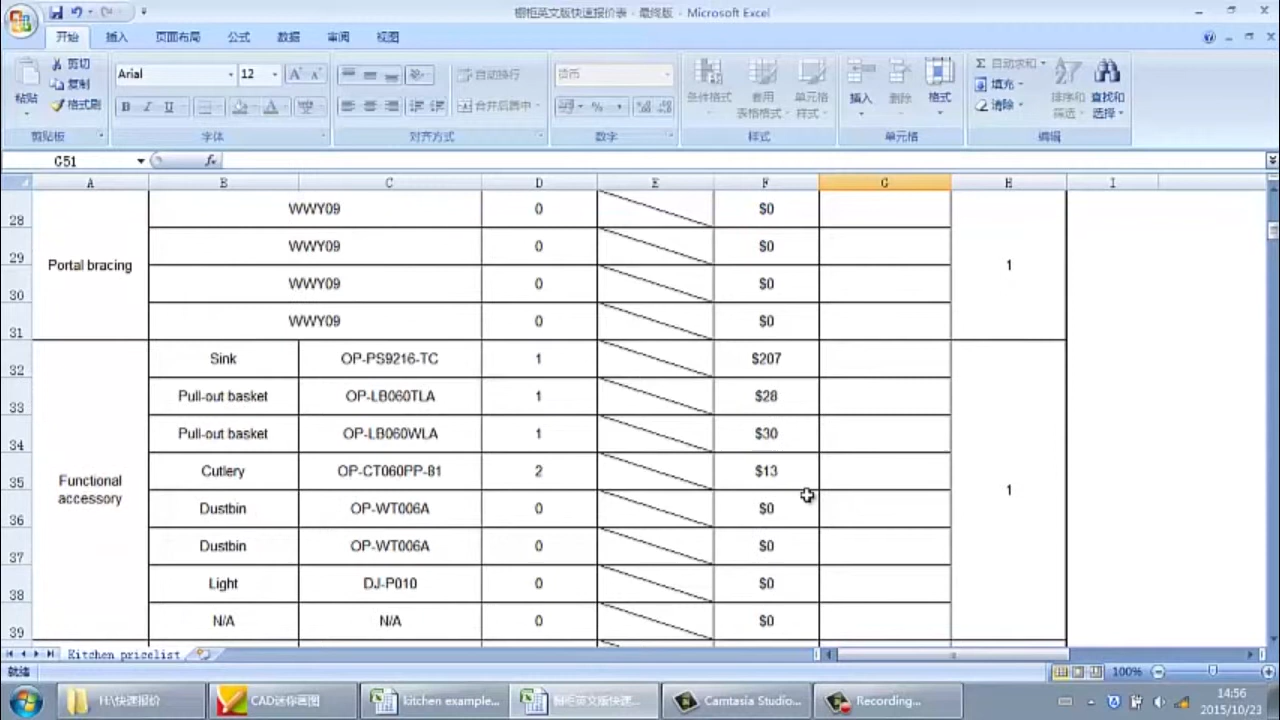 橱柜英文版快速报价表 - 最终版 - Microsoft Excel
开始 插入 页面布局 公式 数据 审阅 视图
粘贴 剪切 复制 格式刷
剪贴板
Arial 12
B I U
字体
自动换行
合并后居中
对齐方式
货币
%
数字
条件格式 套用表格格式 单元格样式
样式
插入 删除 格式
单元格
Σ 自动求和 填充 清除 排序和筛选 查找和选择
编辑
G51 fx
A B C D E F G H I
28 WWY09 0 $0
29 WWY09 0 $0
Portal bracing 1
30 WWY09 0 $0
31 WWY09 0 $0
32 Sink OP-PS9216-TC 1 $207
33 Pull-out basket OP-LB060TLA 1 $28
34 Pull-out basket OP-LB060WLA 1 $30
35 Cutlery OP-CT060PP-81 2 $13
Functional accessory 1
36 Dustbin OP-WT006A 0 $0
37 Dustbin OP-WT006A 0 $0
38 Light DJ-P010 0 $0
39 N/A N/A 0 $0
Kitchen pricelist
就绪 100%
H:\快速报价 CAD迷你画图 kitchen example... 橱柜英文版快速... Camtasia Studio... Recording...
14:56
2015/10/23